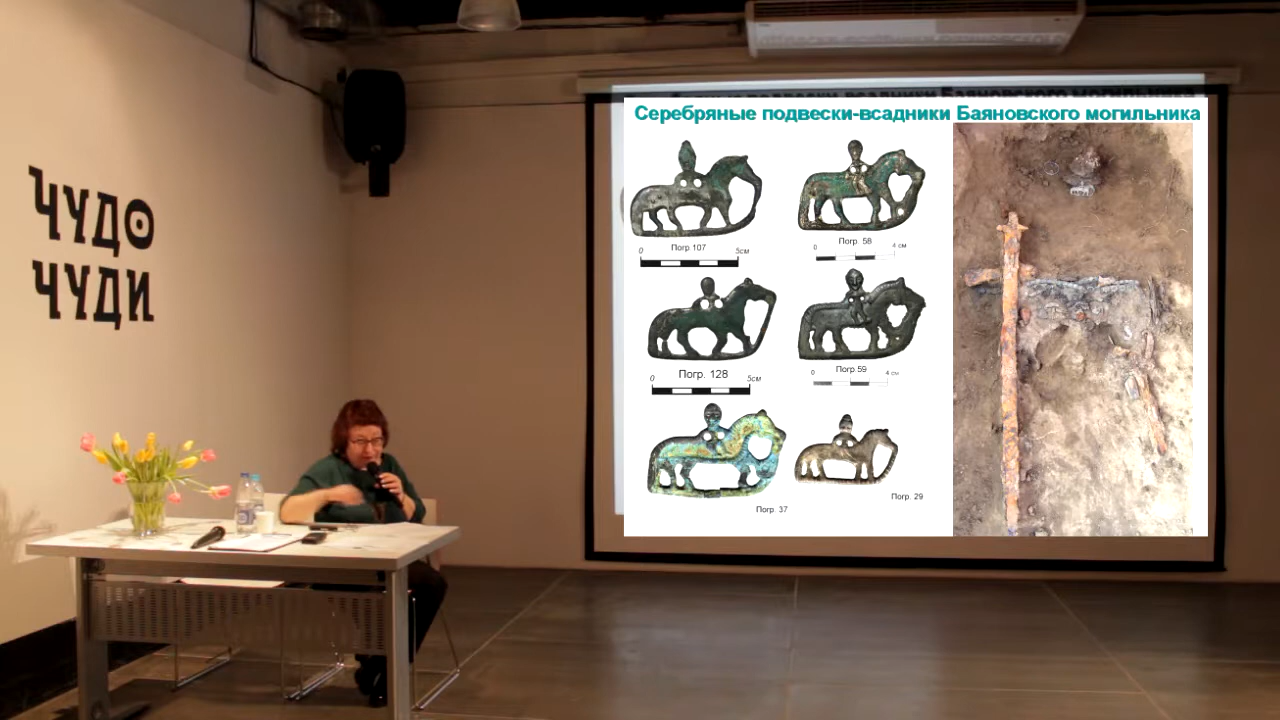 ЧУДО
ЧУДИ
Серебряные подвески-всадники Баяновского могильника
0 Погр 107 5см
0 Погр. 58 4 см
Погр. 128
0 5см
Погр.59
0 4 см
Погр. 37
Погр. 29